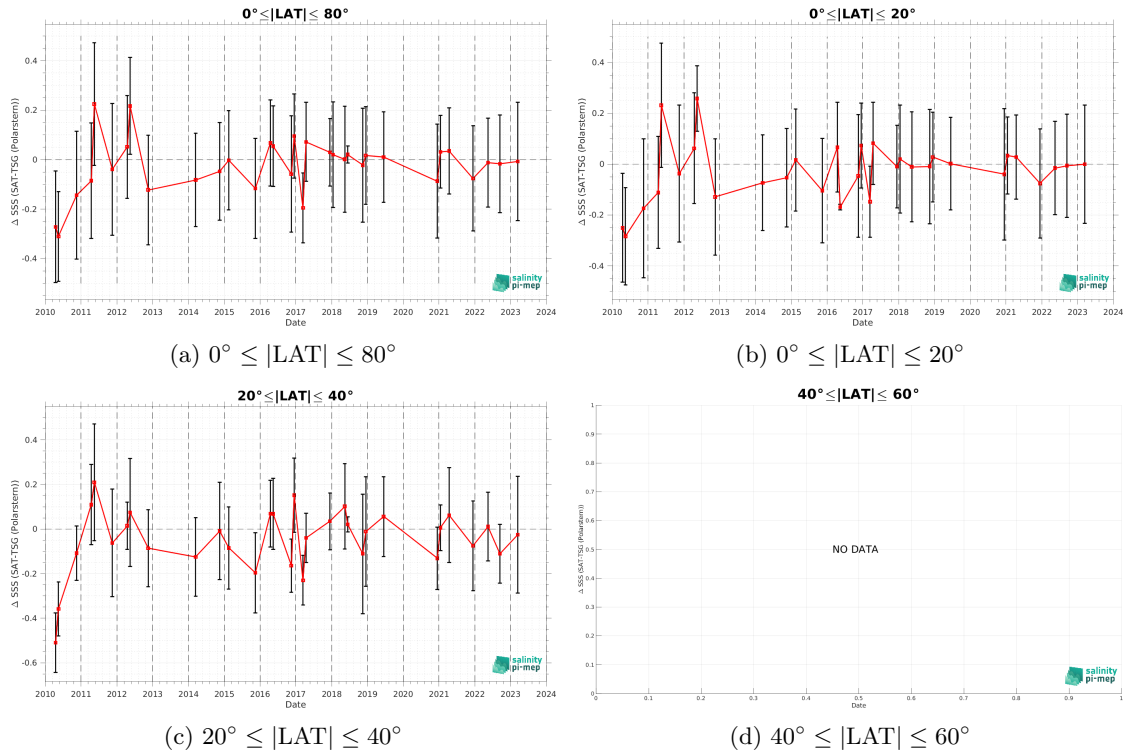 0°≤|LAT|≤ 80°
Δ SSS (SAT-TSG (Polarstern))
0.4
0.2
0
-0.2
-0.4
2010 2011 2012 2013 2014 2015 2016 2017 2018 2019 2020 2021 2022 2023 2024
Date
salinity
pi-mep
(a) 0° ≤ |LAT| ≤ 80°
0°≤|LAT|≤ 20°
Δ SSS (SAT-TSG (Polarstern))
0.4
0.2
0
-0.2
-0.4
2010 2011 2012 2013 2014 2015 2016 2017 2018 2019 2020 2021 2022 2023 2024
Date
salinity
pi-mep
(b) 0° ≤ |LAT| ≤ 20°
20°≤|LAT|≤ 40°
Δ SSS (SAT-TSG (Polarstern))
0.4
0.2
0
-0.2
-0.4
-0.6
2010 2011 2012 2013 2014 2015 2016 2017 2018 2019 2020 2021 2022 2023 2024
Date
salinity
pi-mep
(c) 20° ≤ |LAT| ≤ 40°
40°≤|LAT|≤ 60°
Δ SSS (SAT-TSG (Polarstern))
1
0.9
0.8
0.7
0.6
0.5
0.4
0.3
0.2
0.1
0
NO DATA
0 0.1 0.2 0.3 0.4 0.5 0.6 0.7 0.8 0.9 1
Date
salinity
pi-mep
(d) 40° ≤ |LAT| ≤ 60°